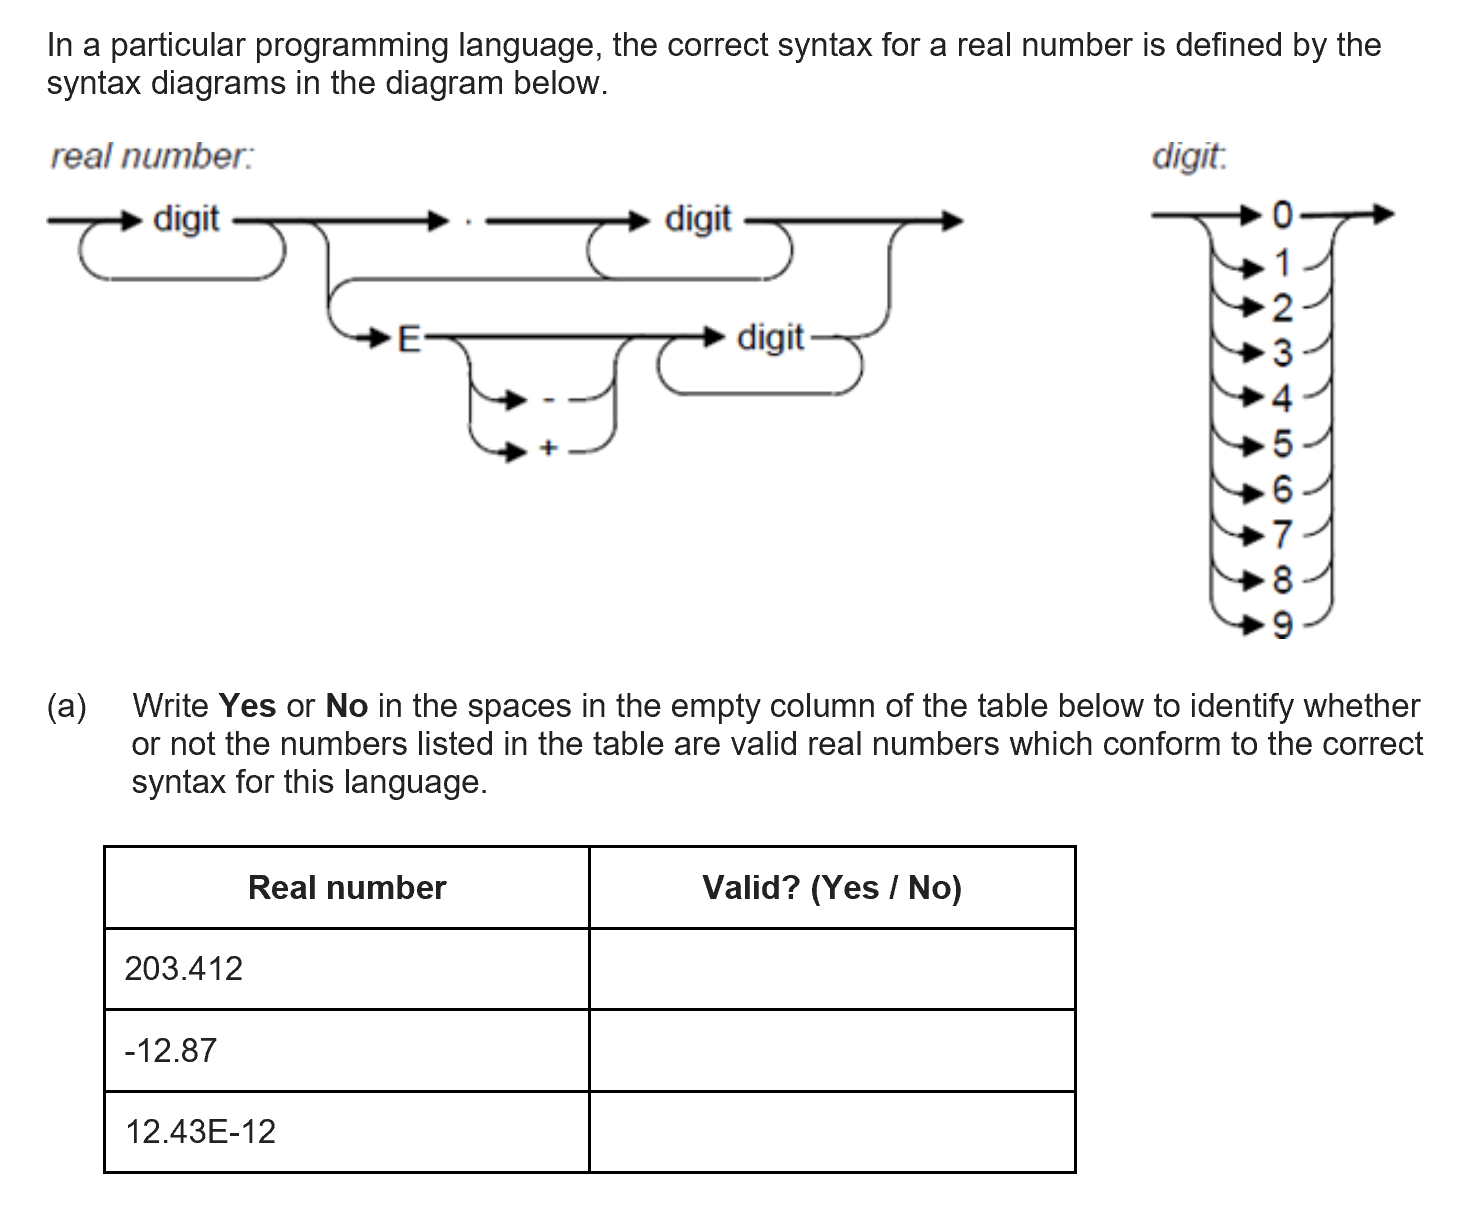 In a particular programming language, the correct syntax for a real number is defined by the
syntax diagrams in the diagram below.
real number:
digit:
digit . digit
E digit
-
+
0
1
2
3
4
5
6
7
8
9
(a) Write Yes or No in the spaces in the empty column of the table below to identify whether
or not the numbers listed in the table are valid real numbers which conform to the correct
syntax for this language.
Real number Valid? (Yes / No)
203.412
-12.87
12.43E-12